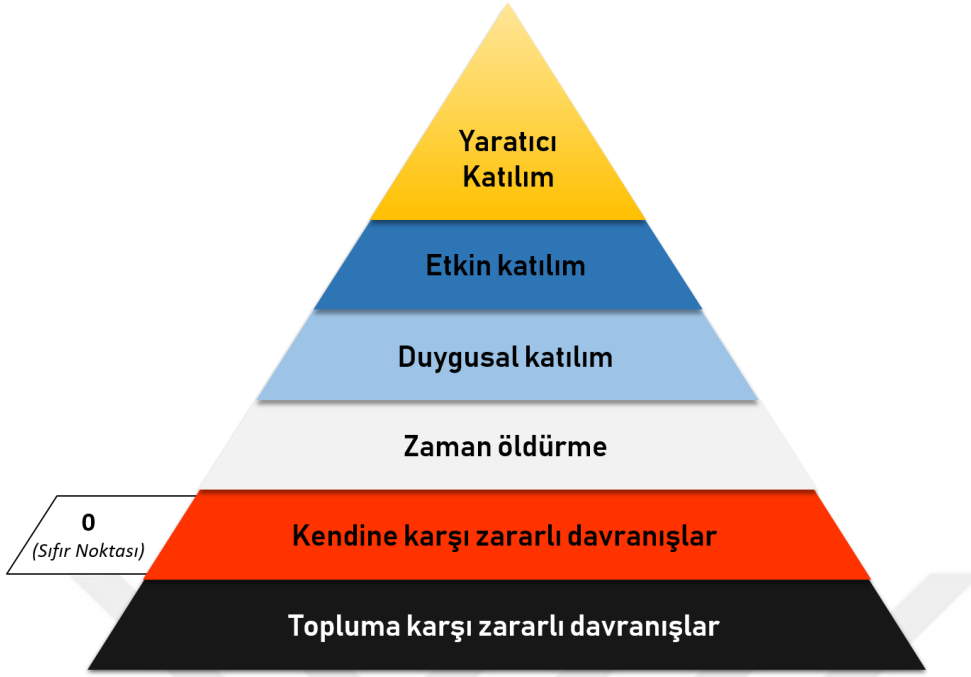 Yaratıcı
Katılım
Etkin katılım
Duygusal katılım
Zaman öldürme
0
(Sıfır Noktası)
Kendine karşı zararlı davranışlar
Topluma karşı zararlı davranışlar